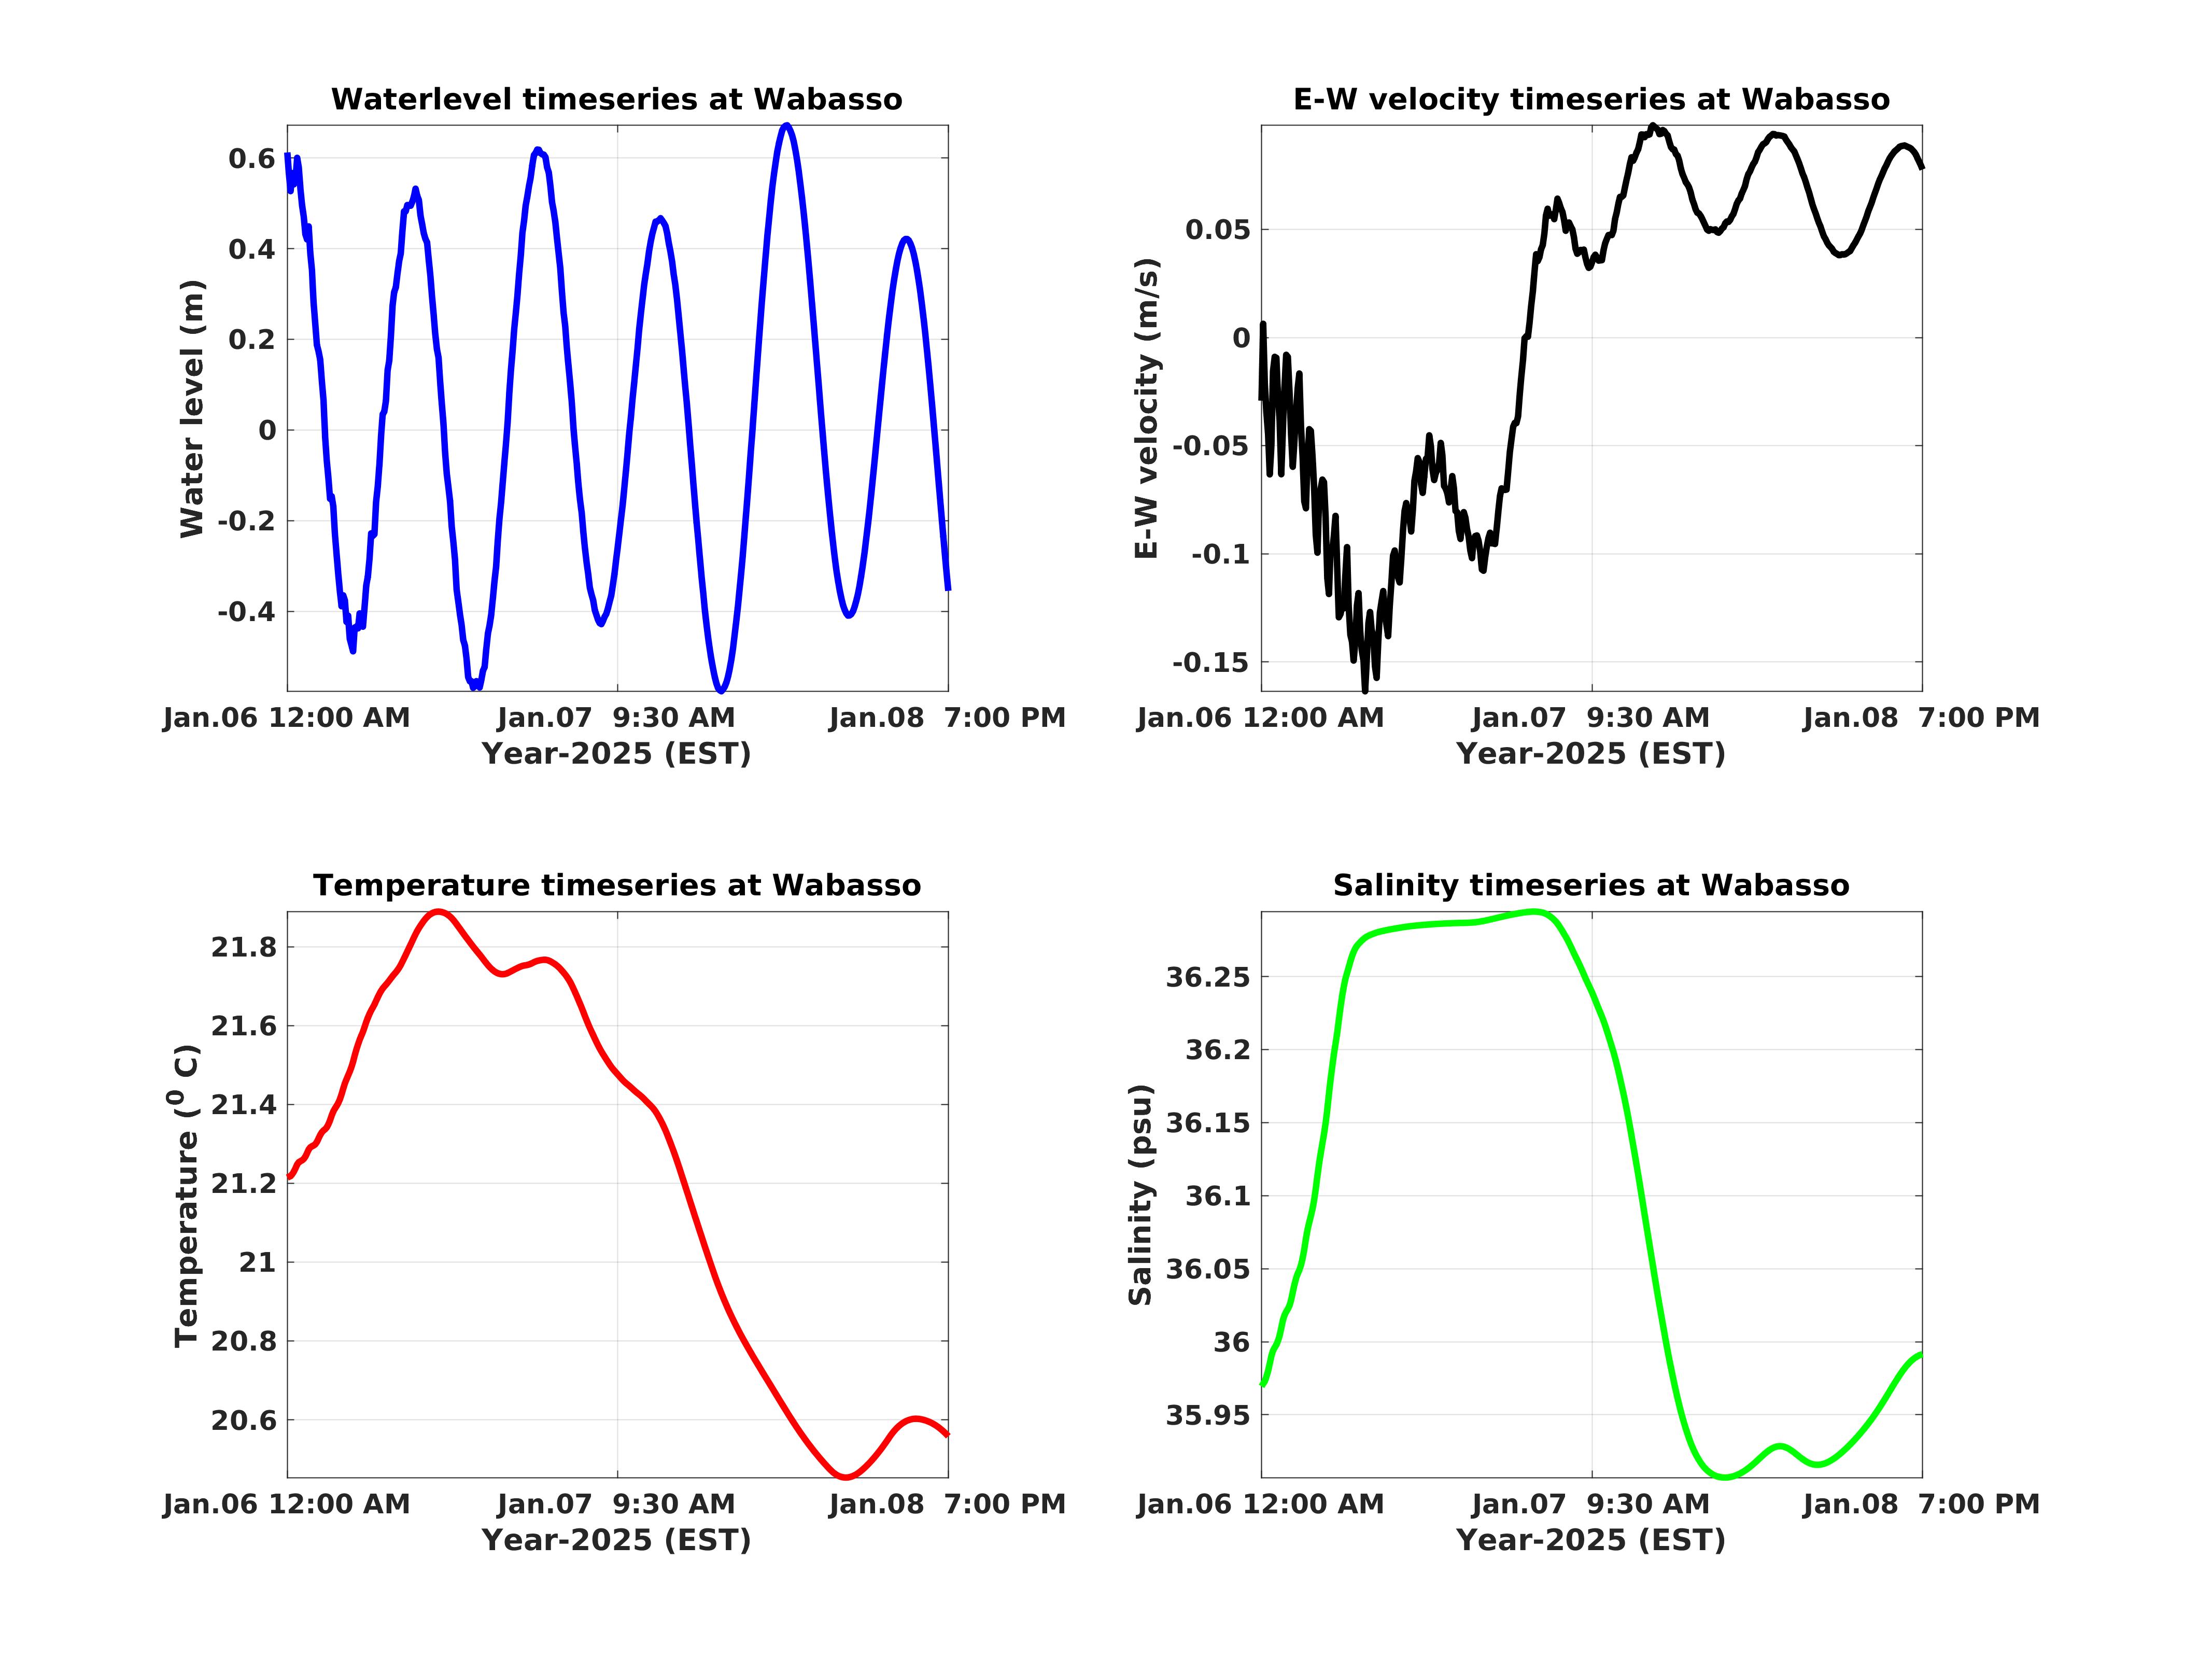 Waterlevel timeseries at Wabasso
0.6
0.4
0.2
0
-0.2
-0.4
Water level (m)
Jan.06 12:00 AM
Jan.07  9:30 AM
Jan.08  7:00 PM
Year-2025 (EST)
E-W velocity timeseries at Wabasso
0.05
0
-0.05
-0.1
-0.15
E-W velocity (m/s)
Jan.06 12:00 AM
Jan.07  9:30 AM
Jan.08  7:00 PM
Year-2025 (EST)
Temperature timeseries at Wabasso
21.8
21.6
21.4
21.2
21
20.8
20.6
Temperature (⁰ C)
Jan.06 12:00 AM
Jan.07  9:30 AM
Jan.08  7:00 PM
Year-2025 (EST)
Salinity timeseries at Wabasso
36.25
36.2
36.15
36.1
36.05
36
35.95
Salinity (psu)
Jan.06 12:00 AM
Jan.07  9:30 AM
Jan.08  7:00 PM
Year-2025 (EST)